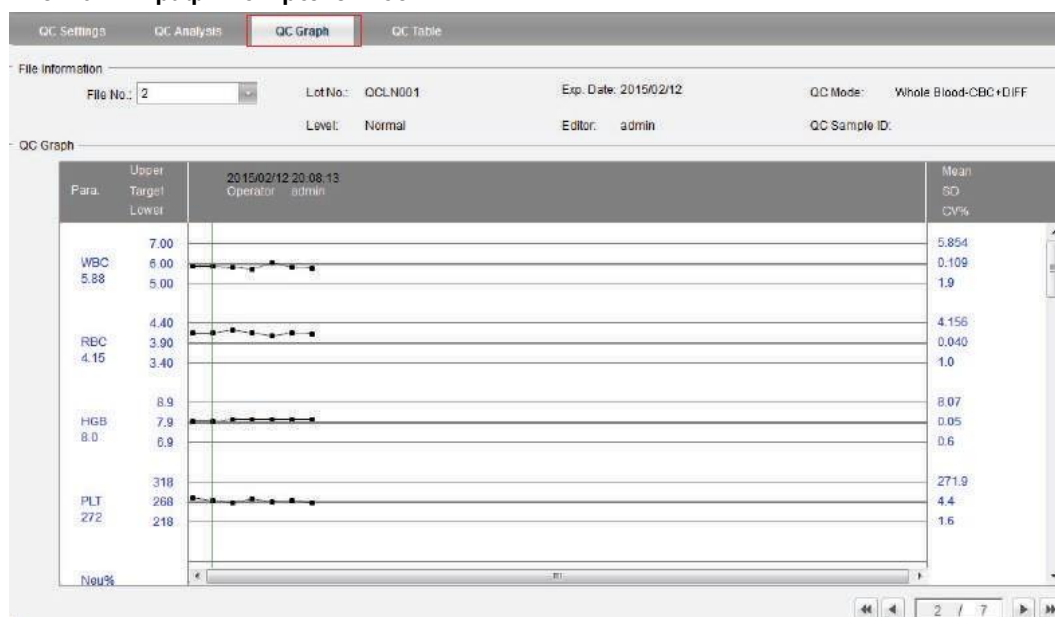 QC Settings QC Analysis QC Graph QC Table
File Information
File No.: 2 Lot No.: QCLN001 Exp. Date: 2015/02/12 QC Mode: Whole Blood-CBC+DIFF
Level: Normal Editor: admin QC Sample ID:
QC Graph
Upper Mean
2015/02/12 20:08:13
Para. Target Operator admin SD
Lower CV%
7.00 5.854
WBC 6.00 0.109
5.88 5.00 1.9
4.40 4.156
RBC 3.90 0.040
4.15 3.40 1.0
8.9 8.07
HGB 7.9 0.05
8.0 6.9 0.6
318 271.9
PLT 268 4.4
272 218 1.6
Neu%
2 / 7